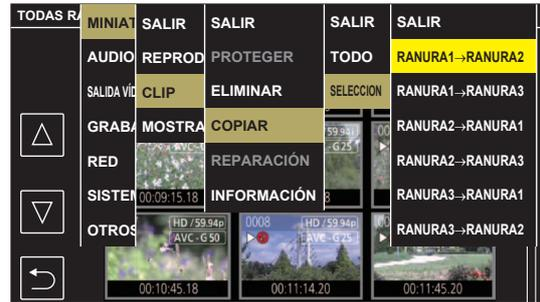 TODAS RA
MINIAT
AUDIO
SALIDA VÍD
GRABA
RED
SISTEM
OTROS
SALIR
REPROD
CLIP
MOSTRA
SALIR
PROTEGER
ELIMINAR
COPIAR
REPARACIÓN
INFORMACIÓN
SALIR
TODO
SELECCION
SALIR
RANURA1→RANURA2
RANURA1→RANURA3
RANURA2→RANURA1
RANURA2→RANURA3
RANURA3→RANURA1
RANURA3→RANURA2
59.94i
G25
00:09:15.18
8
HD / 59.94p
AVC - G 50
00:10:45.18
0008
HD / 59.94p
AVC - G 25
00:11:14.20
00:11:45.20